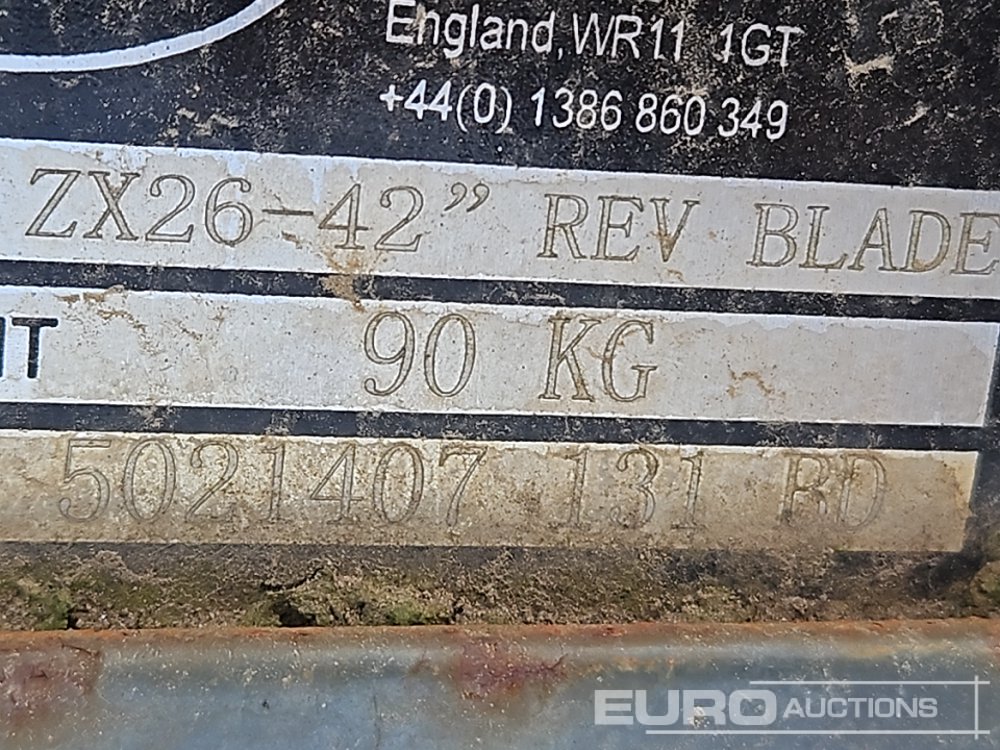 England,WR11 1GT
+44(0) 1386 860 349
ZX26-42” REV BLADE
90 KG
5021407 131 BD
EURO AUCTIONS